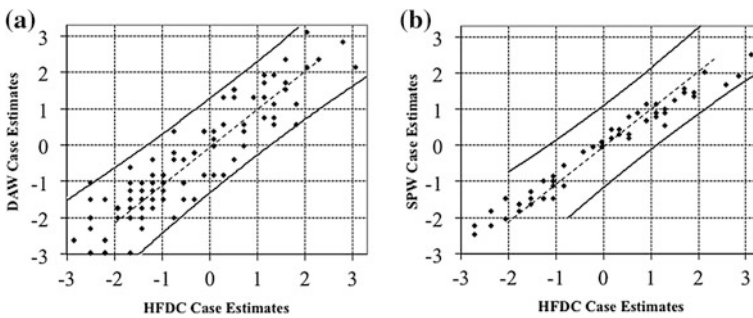 (a)
DAW Case Estimates
3
2
1
0
-1
-2
-3
-3 -2 -1 0 1 2 3
HFDC Case Estimates
(b)
SPW Case Estimates
3
2
1
0
-1
-2
-3
-3 -2 -1 0 1 2 3
HFDC Case Estimates